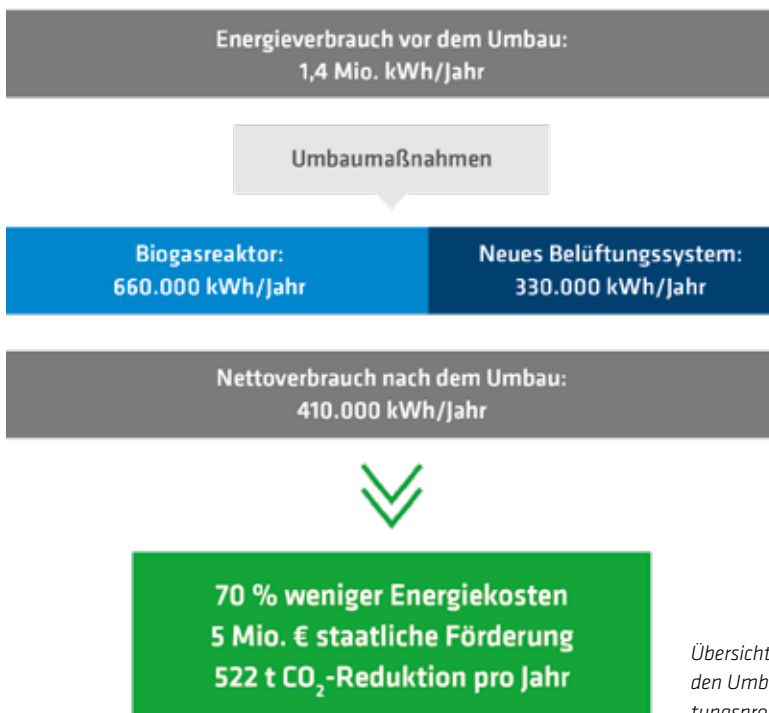 Energieverbrauch vor dem Umbau:
1,4 Mio. kWh/Jahr
Umbaumaßnahmen
Biogasreaktor:
660.000 kWh/Jahr
Neues Belüftungssystem:
330.000 kWh/Jahr
Nettoverbrauch nach dem Umbau:
410.000 kWh/Jahr
70 % weniger Energiekosten
5 Mio. € staatliche Förderung
522 t CO₂-Reduktion pro Jahr
Übersicht
den Umb